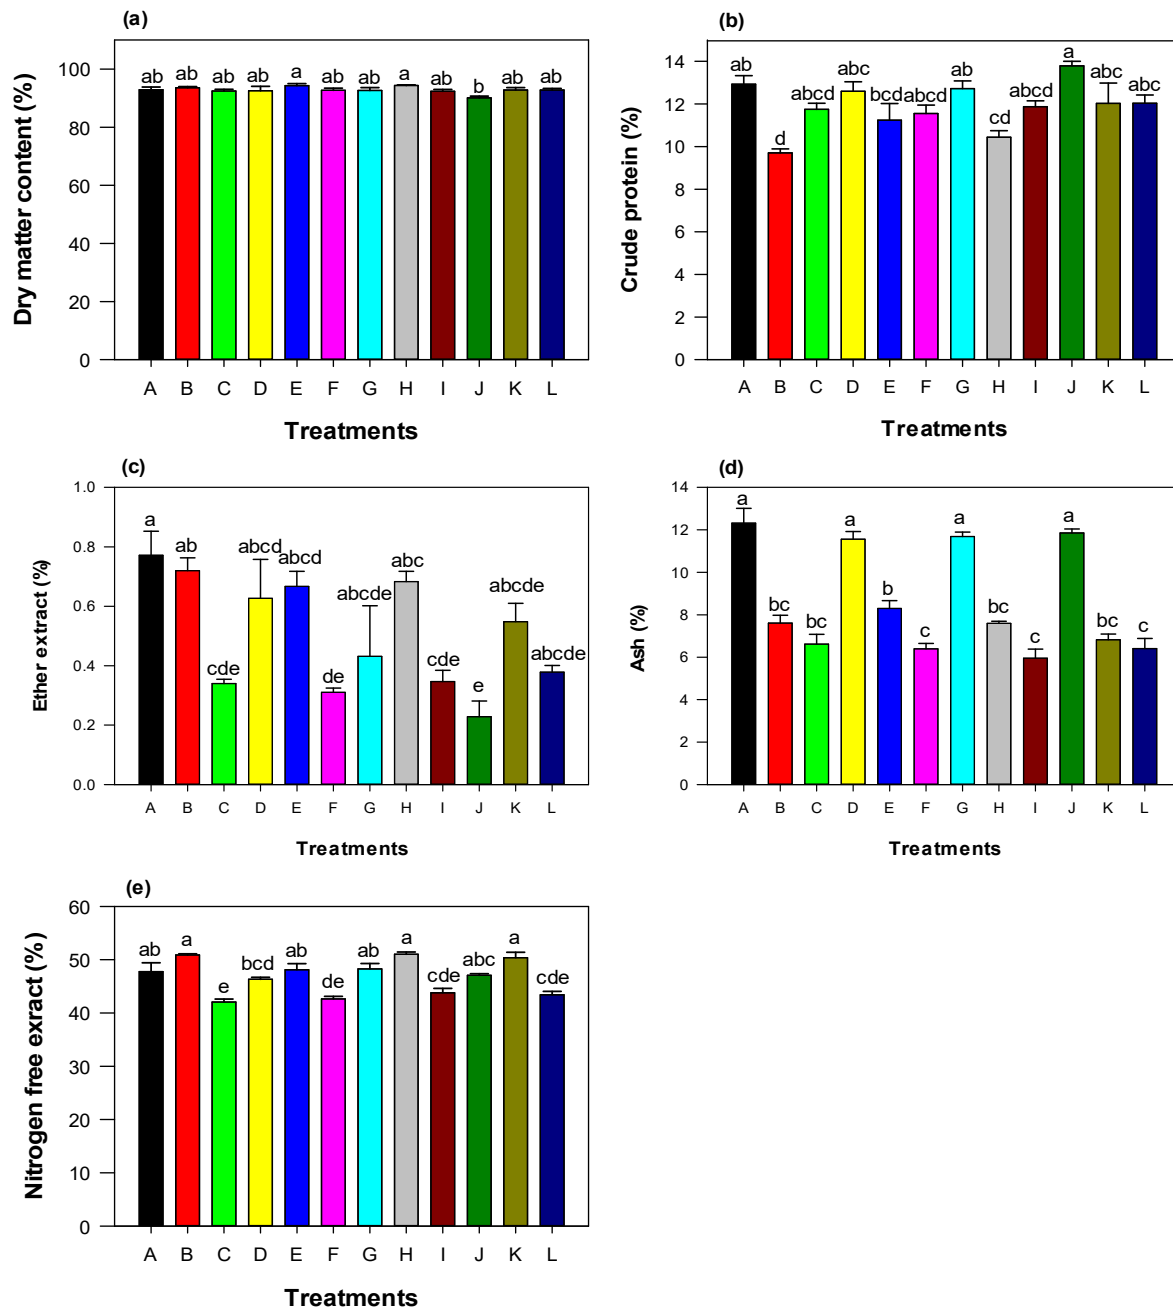 (a)
Dry matter content (%)
100
80
60
40
20
0
ab ab ab ab a ab ab a ab b ab ab
A B C D E F G H I J K L
Treatments
(b)
Crude protein (%)
14
12
10
8
6
4
2
0
ab d abcd abc bcd abcd ab cd abcd a abc abc
A B C D E F G H I J K L
Treatments
(c)
Ether extract (%)
1.0
0.8
0.6
0.4
0.2
0.0
a ab cde abcd abcd de abcde abc cde e abcde abcde
A B C D E F G H I J K L
Treatments
(d)
Ash (%)
14
12
10
8
6
4
2
0
a bc bc a b c a bc c a bc c
A B C D E F G H I J K L
Treatments
(e)
Nitrogen free exract (%)
60
50
40
30
20
10
0
ab a e bcd ab de ab a cde abc a cde
A B C D E F G H I J K L
Treatments